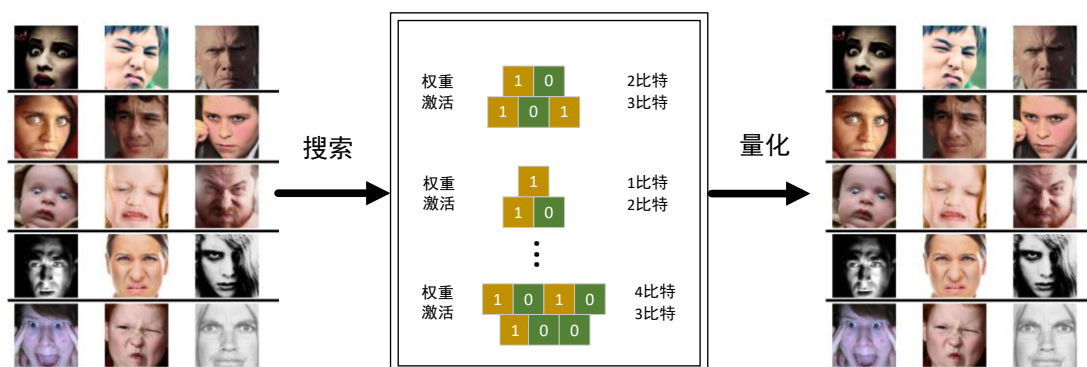 搜索
权重 1 0 2比特
激活 1 0 1 3比特
权重 1 1比特
激活 1 0 2比特
权重 1 0 1 0 4比特
激活 1 0 0 3比特
量化